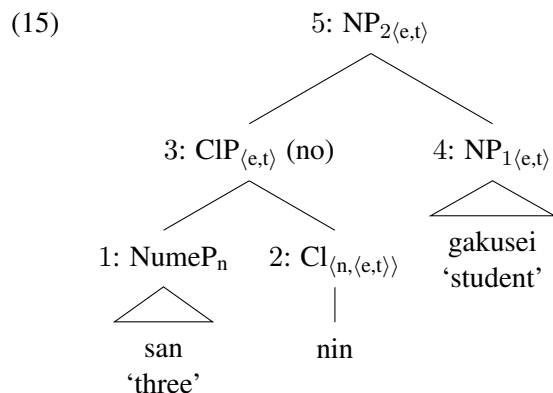 (15)
5: NP2⟨e,t⟩
3: ClP⟨e,t⟩ (no)
4: NP1⟨e,t⟩
1: NumePn
2: Cl⟨n,⟨e,t⟩⟩
gakusei
‘student’
san
‘three’
nin